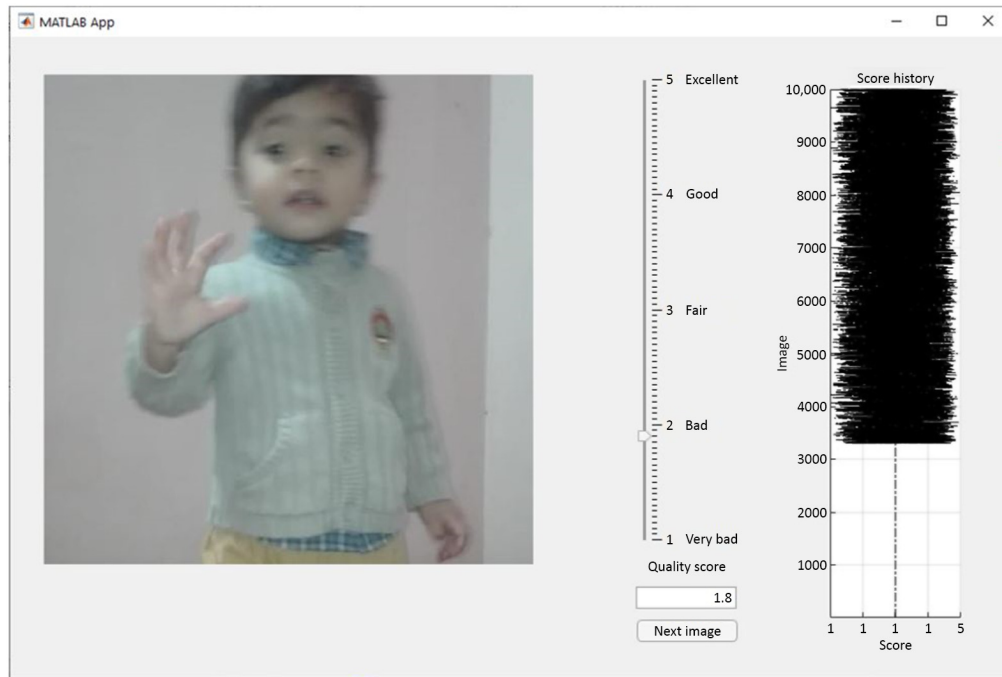 MATLAB App
5 Excellent
4 Good
3 Fair
2 Bad
1 Very bad
Quality score
1.8
Next image
Score history
10,000
9000
8000
7000
6000
5000
4000
3000
2000
1000
Image
1 1 1 1 5
Score